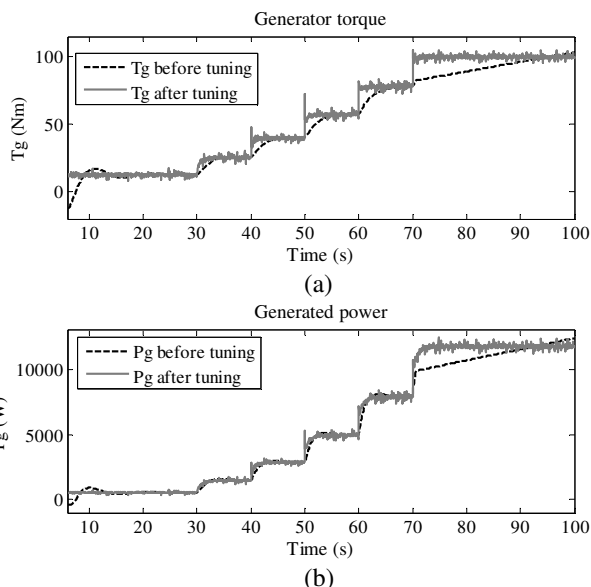 Generator torque
Tg before tuning
Tg after tuning
Tg (Nm)
100
50
0
10 20 30 40 50 60 70 80 90 100
Time (s)
(a)
Generated power
Pg before tuning
Pg after tuning
(W)
10000
5000
0
10 20 30 40 50 60 70 80 90 100
Time (s)
(b)